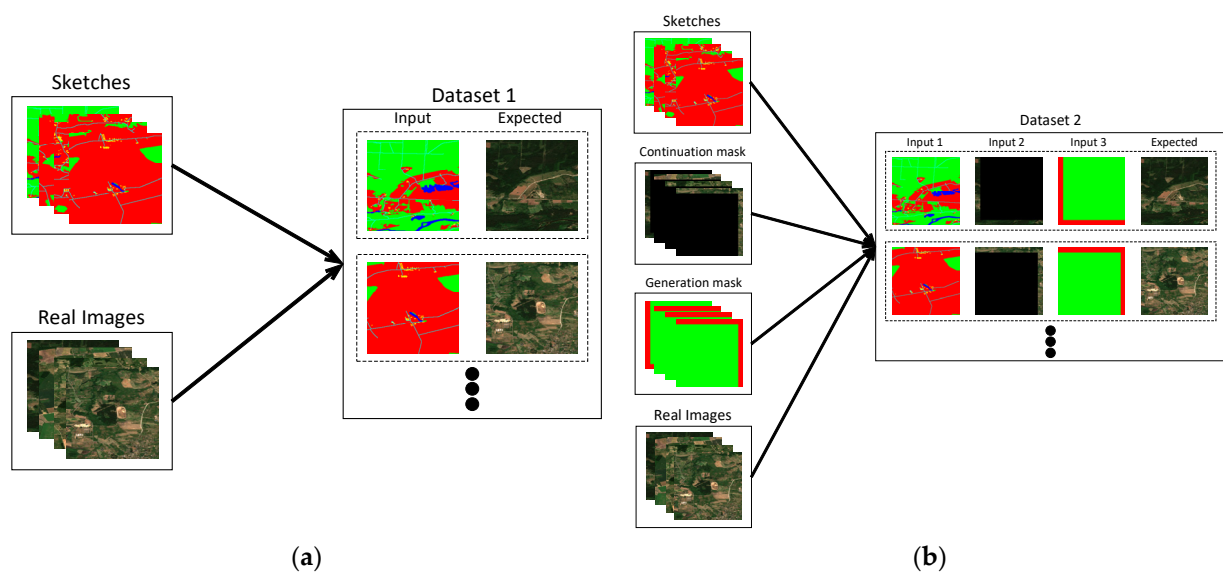 Sketches
Real Images
Dataset 1
Input Expected
(a)
Sketches
Continuation mask
Generation mask
Real Images
Dataset 2
Input 1 Input 2 Input 3 Expected
(b)